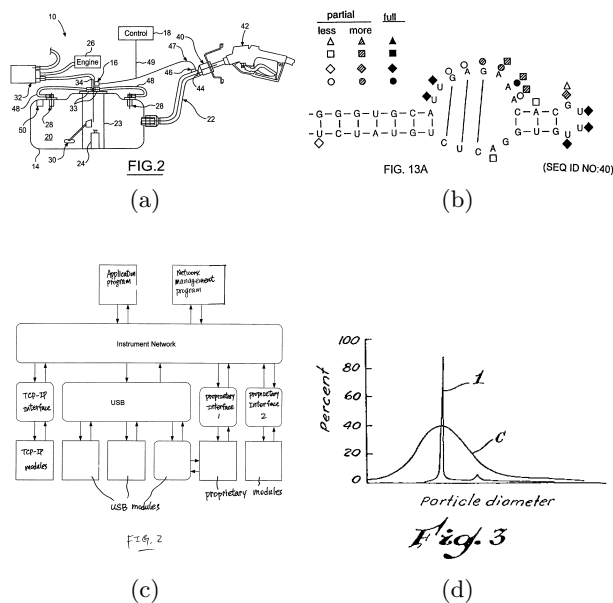 10
26
Engine
18
Control
16
34
49
47
40
42
46
48
44
32
48
33
48
50
28
28
20
23
22
14
30
24
FIG.2
(a)
partial full
less more
U G A G A
A
A
G G G U G C A U
C A C G U
U C U A U G U
U C
A
G U G U U
FIG. 13A
(SEQ ID NO:40)
(b)
Application program
Network management program
Instrument Network
TCP-IP interface
USB
proprietary interface 1
proprietary interface 2
TCP-IP modules
USB modules
proprietary modules
FIG. 2
(c)
100
80
60
40
20
0
Percent
1
C
Particle diameter
Fig. 3
(d)